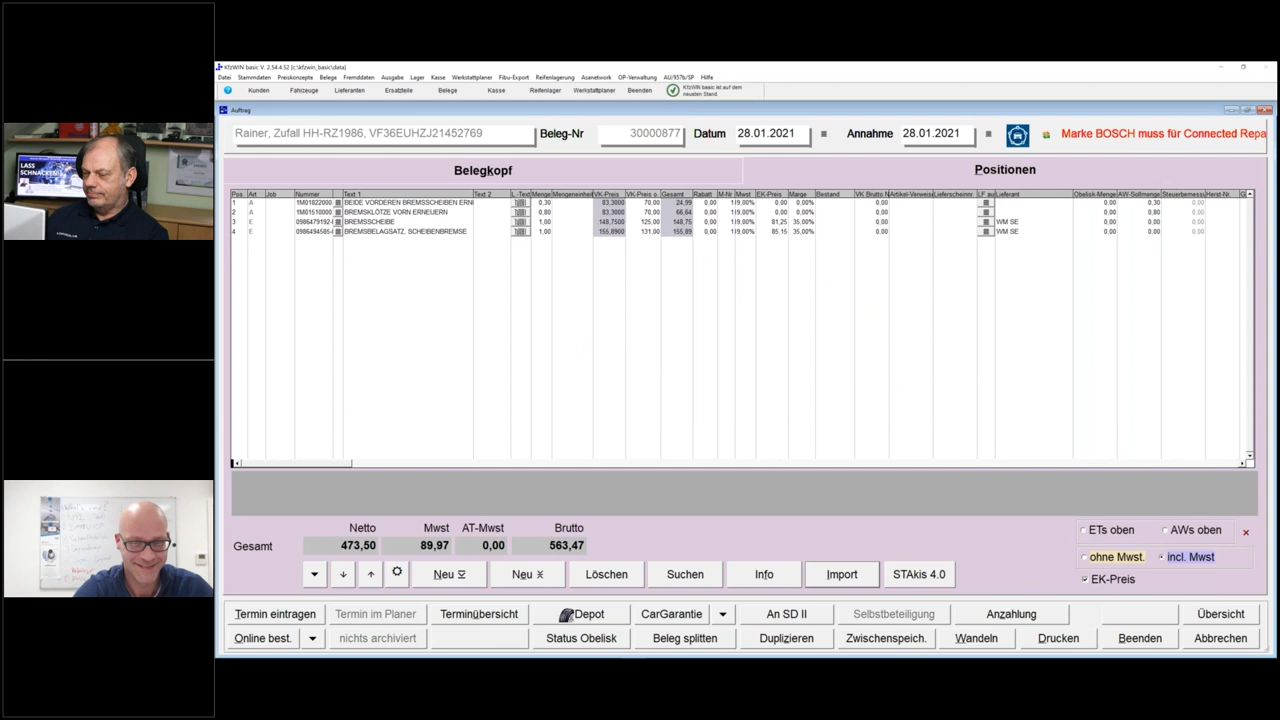 LASS
SCHNACKEN!
KfzWIN basic V. 2,54.4.52 (c:\kfzwin_basic\data)
Datei Stammdaten Preiskonzepte Belege Fremddaten Ausgabe Lager Kasse Werkstattplaner Fibu-Export Reifenlagerung Asanetwork OP-Verwaltung AU/§57b/SP Hilfe
Kunden Fahrzeuge Lieferanten Ersatzteile Belege Kasse Reifenlager Werkstattplaner Beenden KfzWIN basic ist auf dem
neusten Stand
Auftrag
Rainer, Zufall HH-RZ1986, VF36EUHZJ21452769 Beleg-Nr 30000877 Datum 28.01.2021 Annahme 28.01.2021 Marke BOSCH muss für Connected Repa
Belegkopf Positionen
Pos. Art Job Nummer Text 1 Text 2 L.-Text Menge Mengeneinheit VK-Preis VK-Preis o. Gesamt Rabatt M-Nr Mwst EK-Preis Marge Bestand VK Brutto N Artikel-Verweis Lieferscheinnr LF au Lieferant Obelisk-Menge AW-Sollmenge Steuerbemess Herst-Nr. G
1 A 1M01822000 BEIDE VORDEREN BREMSSCHEIBEN ERN 0,30 83,3000 70,00 24,99 0,00 1 19,00% 0,00 0,00% 0,00 0,00 0,30 0,00
2 A 1M01510000 BREMSKLÖTZE VORN ERNEUERN 0,80 83,3000 70,00 66,64 0,00 1 19,00% 0,00 0,00% 0,00 0,00 0,80 0,00
3 E 0986479192-I BREMSSCHEIBE 1,00 148,7500 125,00 148,75 0,00 1 19,00% 81,25 35,00% 0,00 WM SE 0,00 0,00 0,00
4 E 0986494585-I BREMSBELAGSATZ, SCHEIBENBREMSE 1,00 155,8900 131,00 155,89 0,00 1 19,00% 85,15 35,00% 0,00 WM SE 0,00 0,00 0,00
Netto Mwst AT-Mwst Brutto
Gesamt 473,50 89,97 0,00 563,47
ETs oben AWs oben
ohne Mwst. incl. Mwst
EK-Preis
Neu Neu Löschen Suchen Info Import STAkis 4.0
Termin eintragen Termin im Planer Terminübersicht Depot CarGarantie An SD II Selbstbeteiligung Anzahlung Übersicht
Online best. nichts archiviert Status Obelisk Beleg splitten Duplizieren Zwischenspeich. Wandeln Drucken Beenden Abbrechen